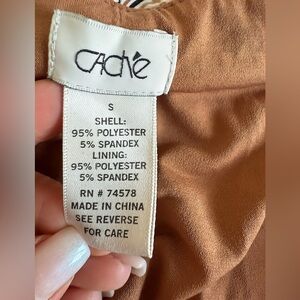 Caché
S
SHELL:
95% POLYESTER
5% SPANDEX
LINING:
95% POLYESTER
5% SPANDEX
RN # 74578
MADE IN CHINA
SEE REVERSE
FOR CARE